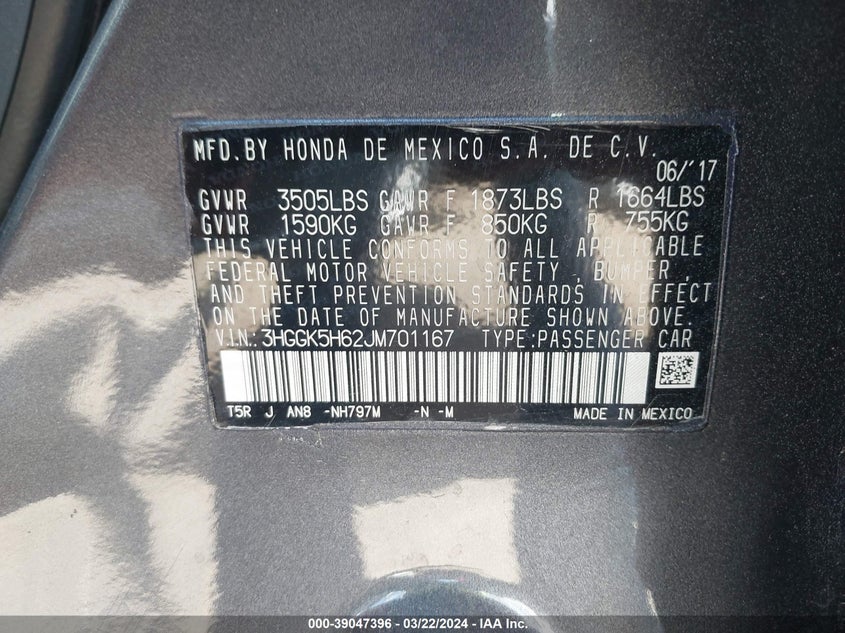 MFD.BY HONDA DE MEXICO S.A. DE C.V.
06/'17
GVWR 3505LBS GAWR F 1873LBS R 1664LBS
GVWR 1590KG GAWR F 850KG R 755KG
THIS VEHICLE CONFORMS TO ALL APPLICABLE
FEDERAL MOTOR VEHICLE SAFETY, BUMPER,
AND THEFT PREVENTION STANDARDS IN EFFECT
ON THE DATE OF MANUFACTURE SHOWN ABOVE.
V.I.N.: 3HGGK5H62JM701167 TYPE:PASSENGER CAR
T5R J AN8 -NH797M -N -M MADE IN MEXICO
000-39047396 - 03/22/2024 - IAA Inc.